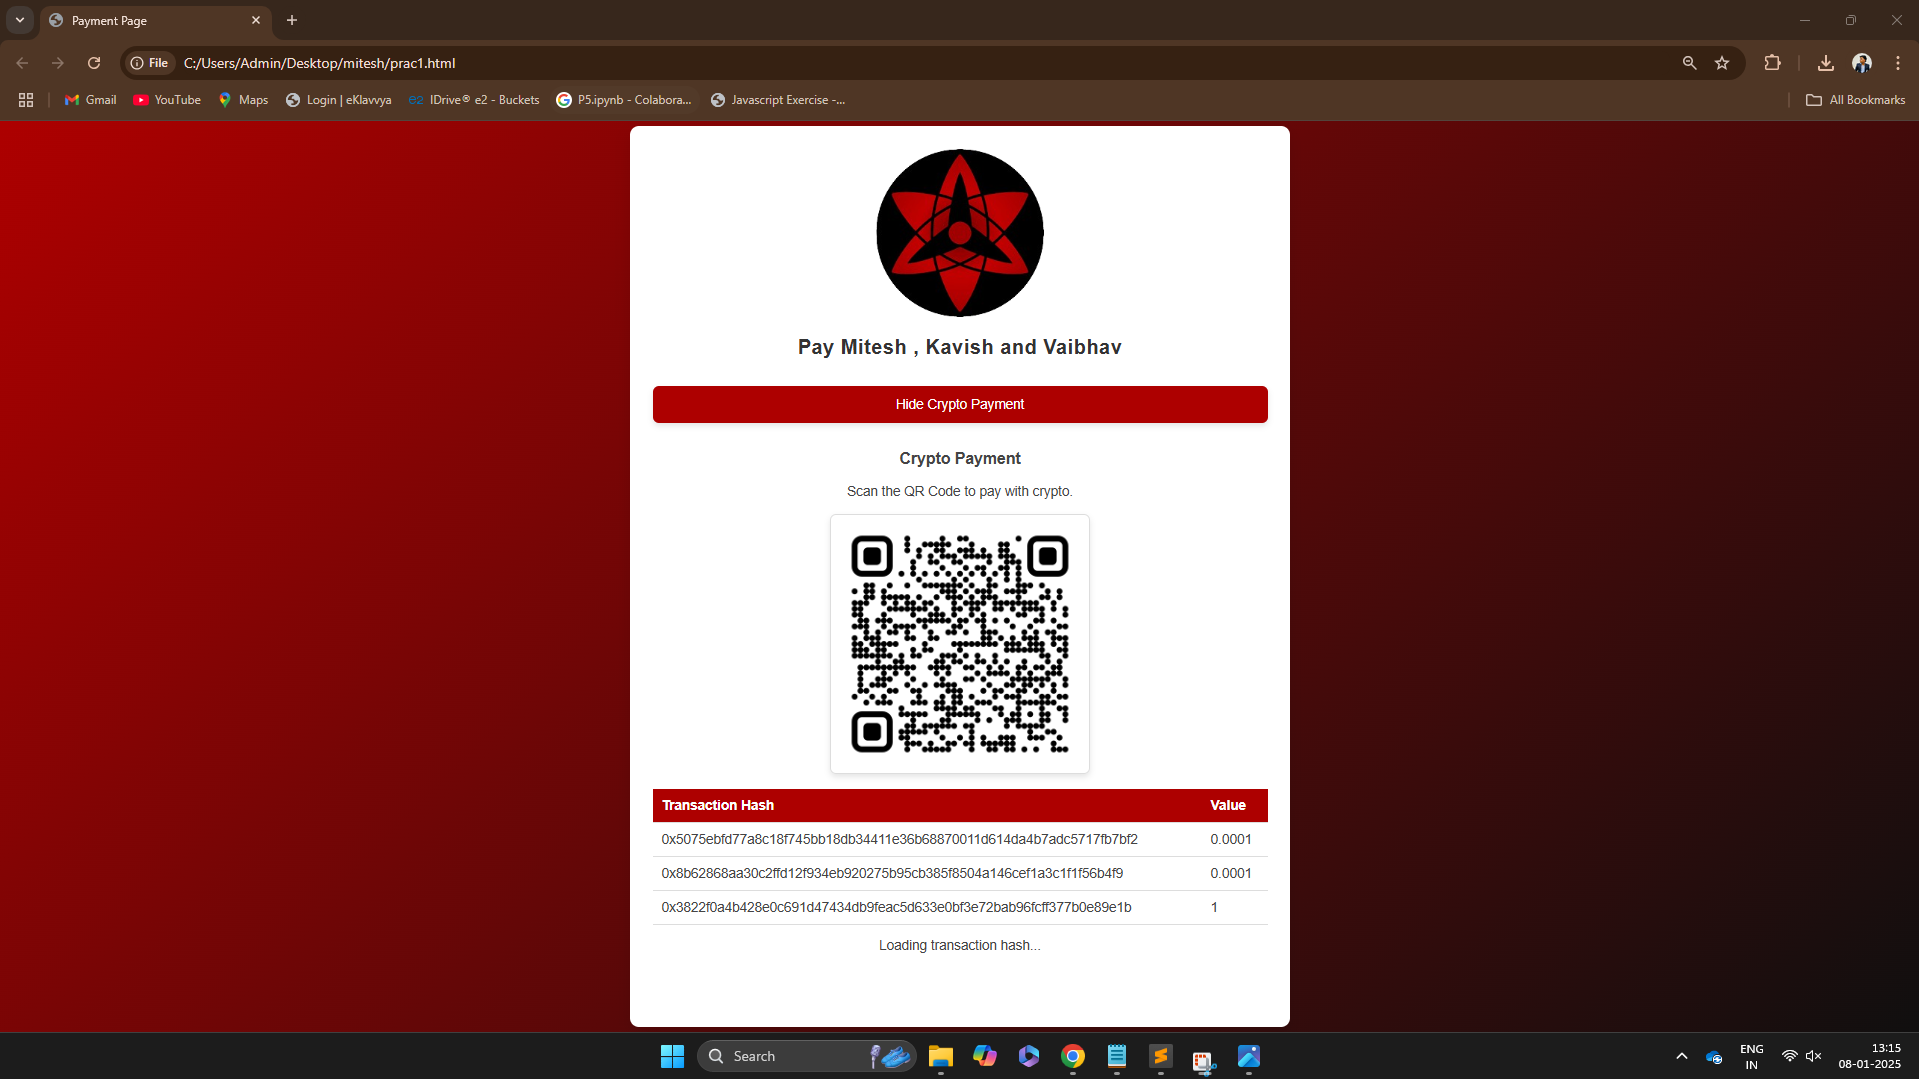 Payment Page
File C:/Users/Admin/Desktop/mitesh/prac1.html
Gmail YouTube Maps Login | eKlavvya e2 IDrive® e2 - Buckets P5.ipynb - Colabora... Javascript Exercise -... All Bookmarks
Pay Mitesh , Kavish and Vaibhav
Hide Crypto Payment
Crypto Payment
Scan the QR Code to pay with crypto.
Transaction Hash Value
0x5075ebfd77a8c18f745bb18db34411e36b68870011d614da4b7adc5717fb7bf2 0.0001
0x8b62868aa30c2ffd12f934eb920275b95cb385f8504a146cef1a3c1f1f56b4f9 0.0001
0x3822f0a4b428e0c691d47434db9feac5d633e0bf3e72bab96fcff377b0e89e1b 1
Loading transaction hash...
Search
ENG
IN
13:15
08-01-2025